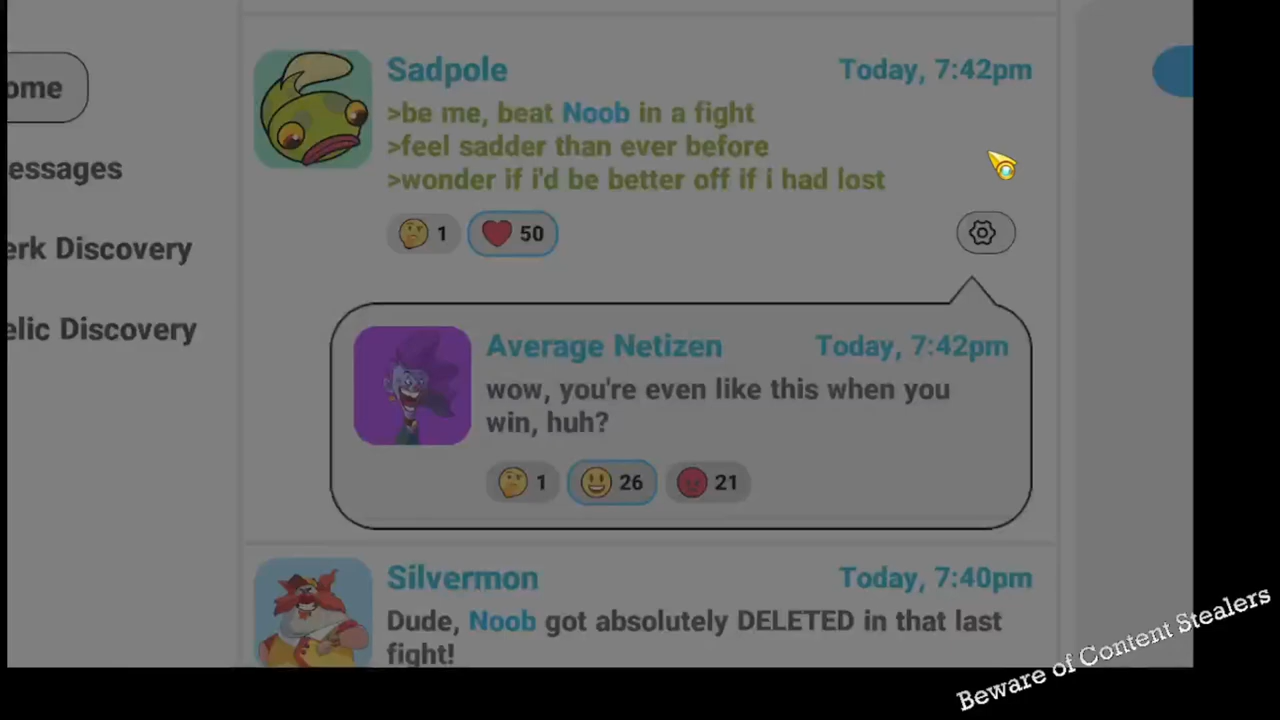 Sadpole
Today, 7:42pm
>be me, beat Noob in a fight
ome
>feel sadder than ever before
>wonder if i'd be better off if i had lost
essages
1
50
erk Discovery
elic Discovery
Average Netizen
Today, 7:42pm
wow, you're even like this when you
win, huh?
1
26
21
Silvermon
Today, 7:40pm
Dude, Noob got absolutely DELETED in that last
fight!
Beware of Content Stealers